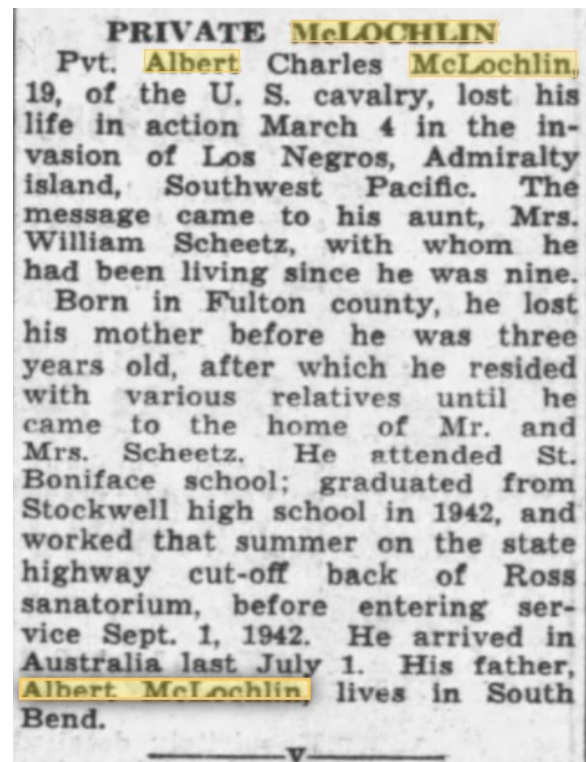 PRIVATE McLOCHLIN
Pvt. Albert Charles McLochlin,
19, of the U. S. cavalry, lost his
life in action March 4 in the in-
vasion of Los Negros, Admiralty
island, Southwest Pacific. The
message came to his aunt, Mrs.
William Scheetz, with whom he
had been living since he was nine.
Born in Fulton county, he lost
his mother before he was three
years old, after which he resided
with various relatives until he
came to the home of Mr. and
Mrs. Scheetz. He attended St.
Boniface school; graduated from
Stockwell high school in 1942, and
worked that summer on the state
highway cut-off back of Ross
sanatorium, before entering ser-
vice Sept. 1, 1942. He arrived in
Australia last July 1. His father,
Albert McLochlin, lives in South
Bend.
V